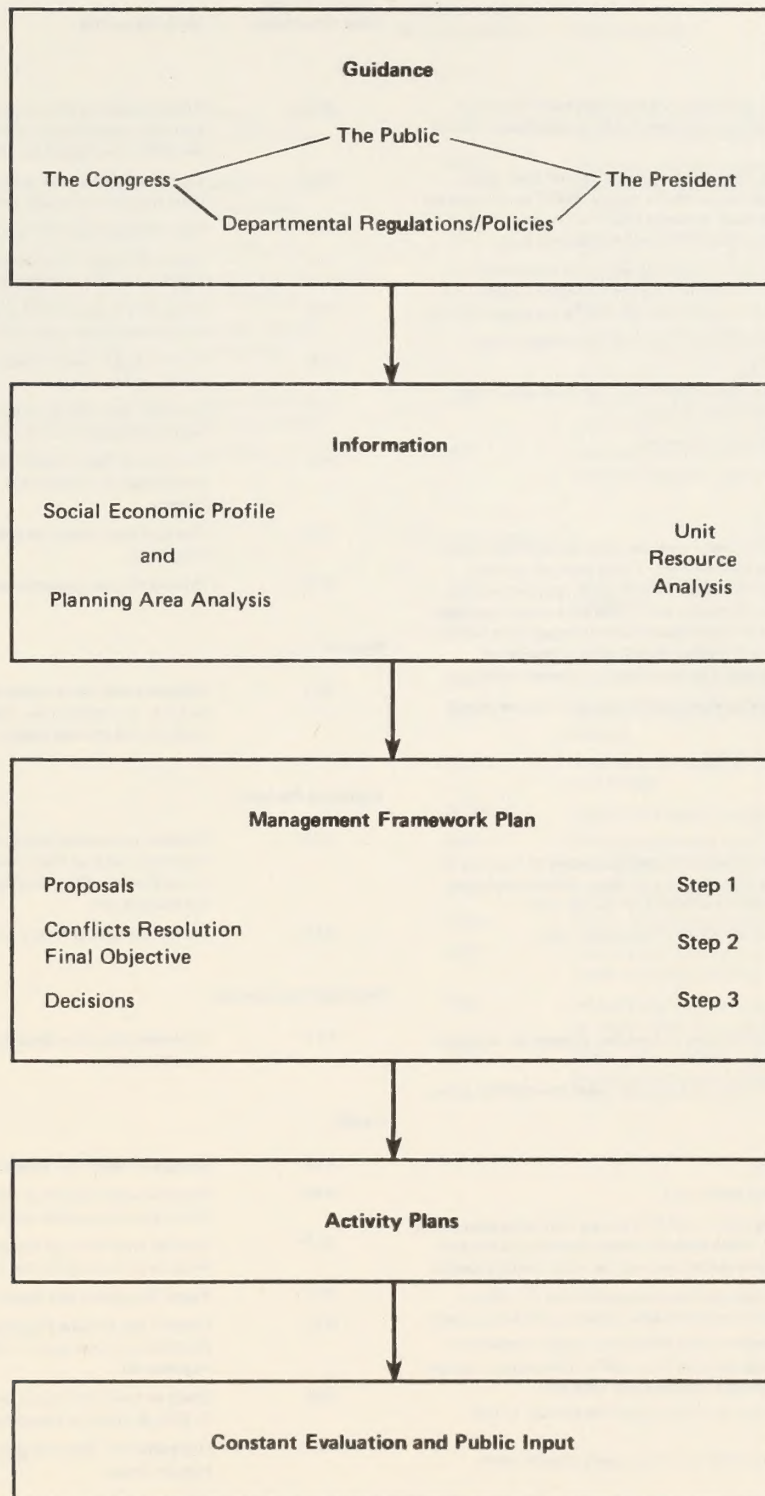 Guidance
The Public
The Congress
The President
Departmental Regulations/Policies
Information
Social Economic Profile
and
Planning Area Analysis
Unit
Resource
Analysis
Management Framework Plan
Proposals
Step 1
Conflicts Resolution
Final Objective
Step 2
Decisions
Step 3
Activity Plans
Constant Evaluation and Public Input